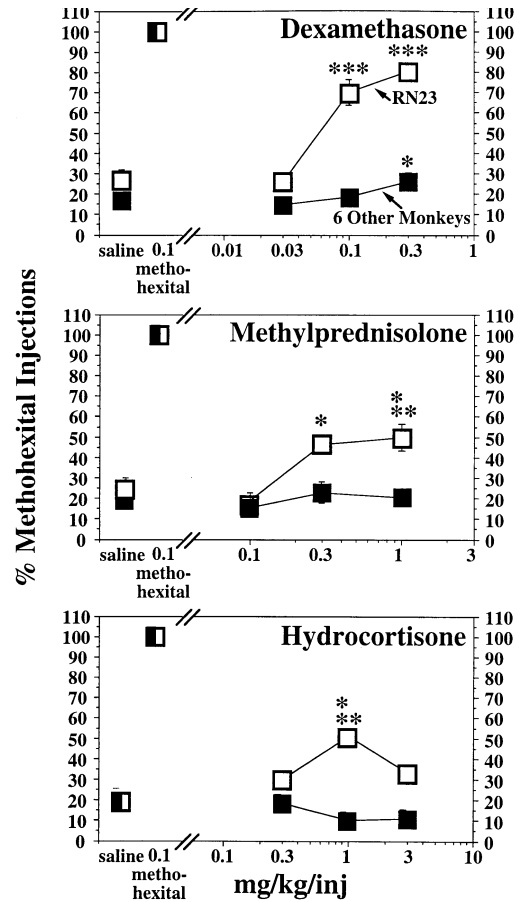 % Methohexital Injections
Dexamethasone
110 110
100 100
90 90
80 80
70 70
60 60
50 50
40 40
30 30
20 20
10 10
0 0
***
***
RN23
*
6 Other Monkeys
saline 0.1 0.01 0.03 0.1 0.3 1
metho-
hexital
Methylprednisolone
110 110
100 100
90 90
80 80
70 70
60 60
50 50
40 40
30 30
20 20
10 10
0 0
*
*
**
saline 0.1 0.1 0.3 1 3
metho-
hexital
Hydrocortisone
110 110
100 100
90 90
80 80
70 70
60 60
50 50
40 40
30 30
20 20
10 10
0 0
*
**
saline 0.1 0.1 0.3 1 3 10
metho-
hexital
mg/kg/inj